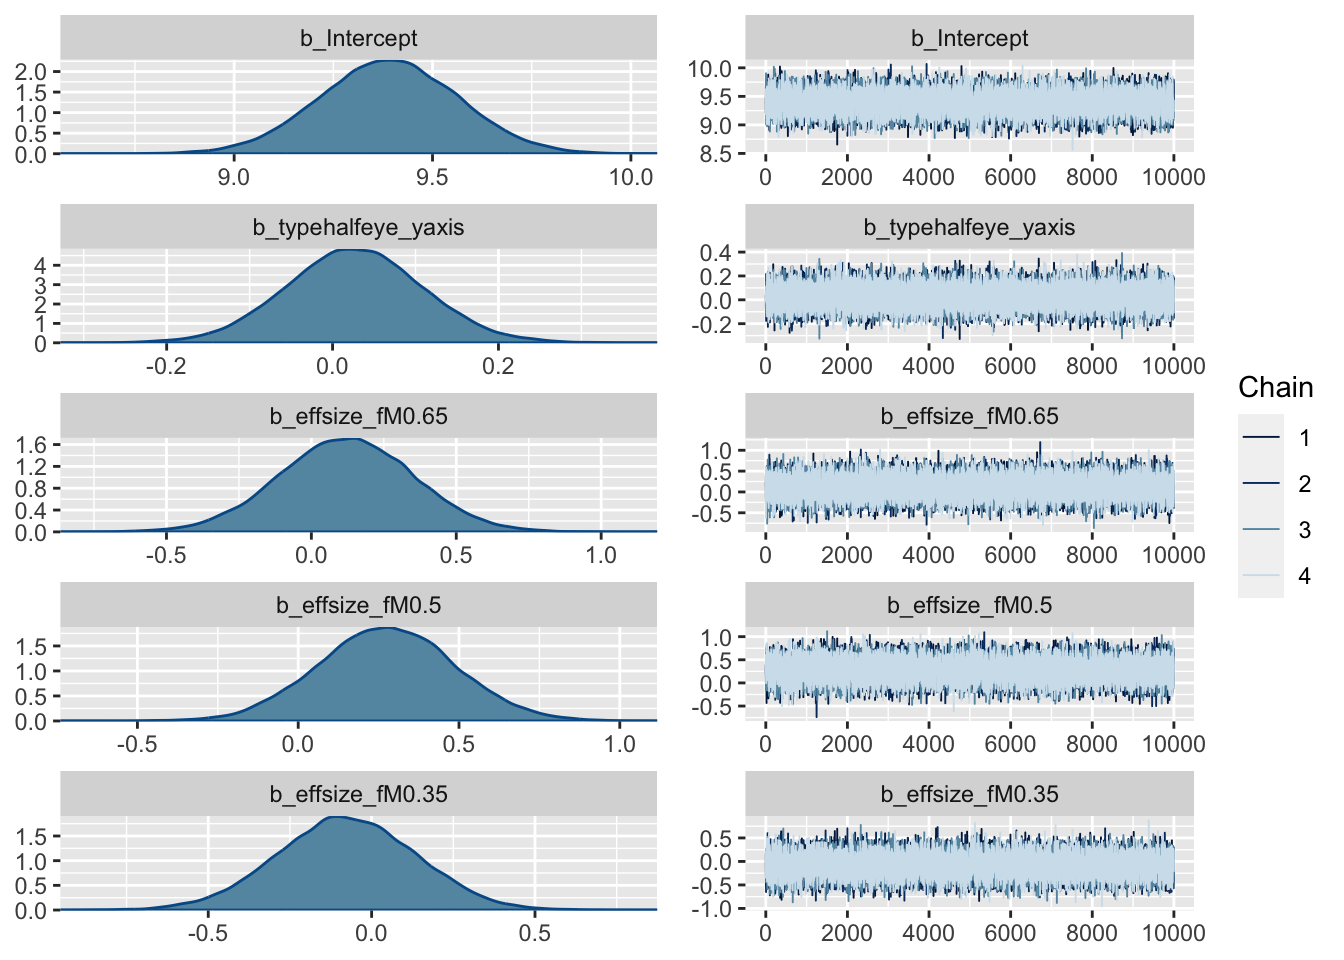 b_Intercept
2.0
1.5
1.0
0.5
0.0
9.0 9.5 10.0
b_Intercept
10.0
9.5
9.0
8.5
0 2000 4000 6000 8000 10000
b_typehalfeye_yaxis
4
3
2
1
0
-0.2 0.0 0.2
b_typehalfeye_yaxis
0.4
0.2
0.0
-0.2
0 2000 4000 6000 8000 10000
b_effsize_fM0.65
1.6
1.2
0.8
0.4
0.0
-0.5 0.0 0.5 1.0
b_effsize_fM0.65
1.0
0.5
0.0
-0.5
0 2000 4000 6000 8000 10000
b_effsize_fM0.5
1.5
1.0
0.5
0.0
-0.5 0.0 0.5 1.0
b_effsize_fM0.5
1.0
0.5
0.0
-0.5
0 2000 4000 6000 8000 10000
b_effsize_fM0.35
1.5
1.0
0.5
0.0
-0.5 0.0 0.5
b_effsize_fM0.35
0.5
0.0
-0.5
-1.0
0 2000 4000 6000 8000 10000
Chain
1
2
3
4